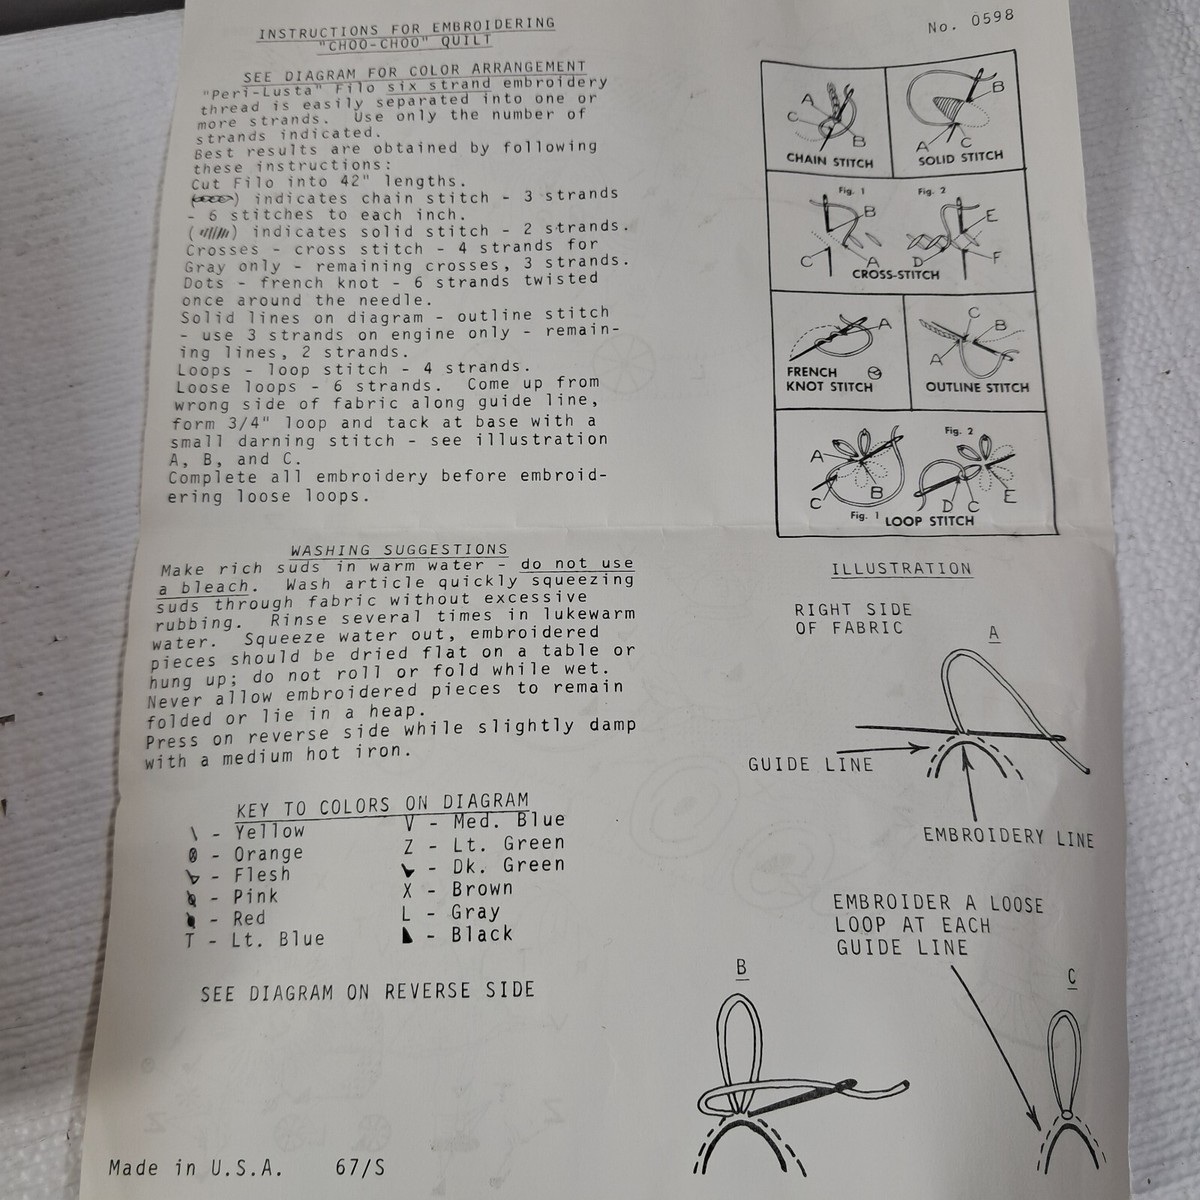 INSTRUCTIONS FOR EMBROIDERING
"CHOO-CHOO" QUILT
No. 0598
SEE DIAGRAM FOR COLOR ARRANGEMENT
"Peri-Lusta" Filo six strand embroidery
thread is easily separated into one or
more strands. Use only the number of
strands indicated.
Best results are obtained by following
these instructions:
Cut Filo into 42" lengths.
( ) indicates chain stitch - 3 strands
- 6 stitches to each inch.
( ) indicates solid stitch - 2 strands.
Crosses - cross stitch - 4 strands for
Gray only - remaining crosses, 3 strands.
Dots - french knot - 6 strands twisted
once around the needle.
Solid lines on diagram - outline stitch
- use 3 strands on engine only - remain-
ing lines, 2 strands.
Loops - loop stitch - 4 strands.
Loose loops - 6 strands. Come up from
wrong side of fabric along guide line,
form 3/4" loop and tack at base with a
small darning stitch - see illustration
A, B, and C.
Complete all embroidery before embroid-
ering loose loops.
A
C
B
CHAIN STITCH
B
A C
SOLID STITCH
Fig. 1
B
C A
Fig. 2
E
D F
CROSS-STITCH
A
FRENCH
KNOT STITCH
C
B
A
OUTLINE STITCH
A
C B
Fig. 1
Fig. 2
D C E
LOOP STITCH
WASHING SUGGESTIONS
Make rich suds in warm water - do not use
a bleach. Wash article quickly squeezing
suds through fabric without excessive
rubbing. Rinse several times in lukewarm
water. Squeeze water out, embroidered
pieces should be dried flat on a table or
hung up; do not roll or fold while wet.
Never allow embroidered pieces to remain
folded or lie in a heap.
Press on reverse side while slightly damp
with a medium hot iron.
KEY TO COLORS ON DIAGRAM
\ - Yellow
- Orange
- Flesh
- Pink
- Red
T - Lt. Blue
V - Med. Blue
Z - Lt. Green
- Dk. Green
X - Brown
L - Gray
- Black
SEE DIAGRAM ON REVERSE SIDE
Made in U.S.A. 67/S
ILLUSTRATION
RIGHT SIDE
OF FABRIC
A
GUIDE LINE
EMBROIDERY LINE
EMBROIDER A LOOSE
LOOP AT EACH
GUIDE LINE
B
C